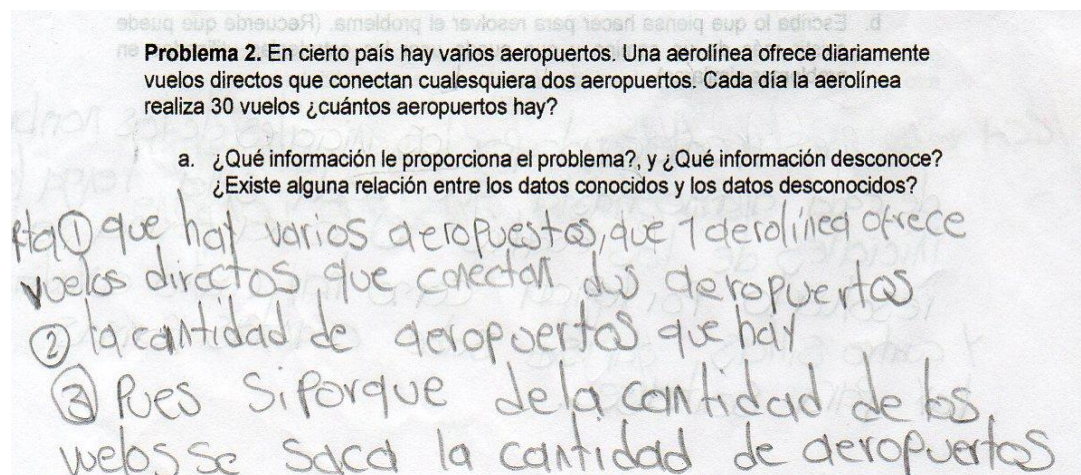 Problema 2. En cierto país hay varios aeropuertos. Una aerolínea ofrece diariamente
vuelos directos que conectan cualesquiera dos aeropuertos. Cada día la aerolínea
realiza 30 vuelos ¿cuántos aeropuertos hay?
a. ¿Qué información le proporciona el problema?, y ¿Qué información desconoce?
¿Existe alguna relación entre los datos conocidos y los datos desconocidos?
rta ① que hay varios aeropuestos, que 1 aerolínea ofrece
vuelos directos que conectan dos aeropuertos
② la cantidad de aeropuertos que hay
③ Pues si porque de la cantidad de los
vuelos se saca la cantidad de aeropuertos